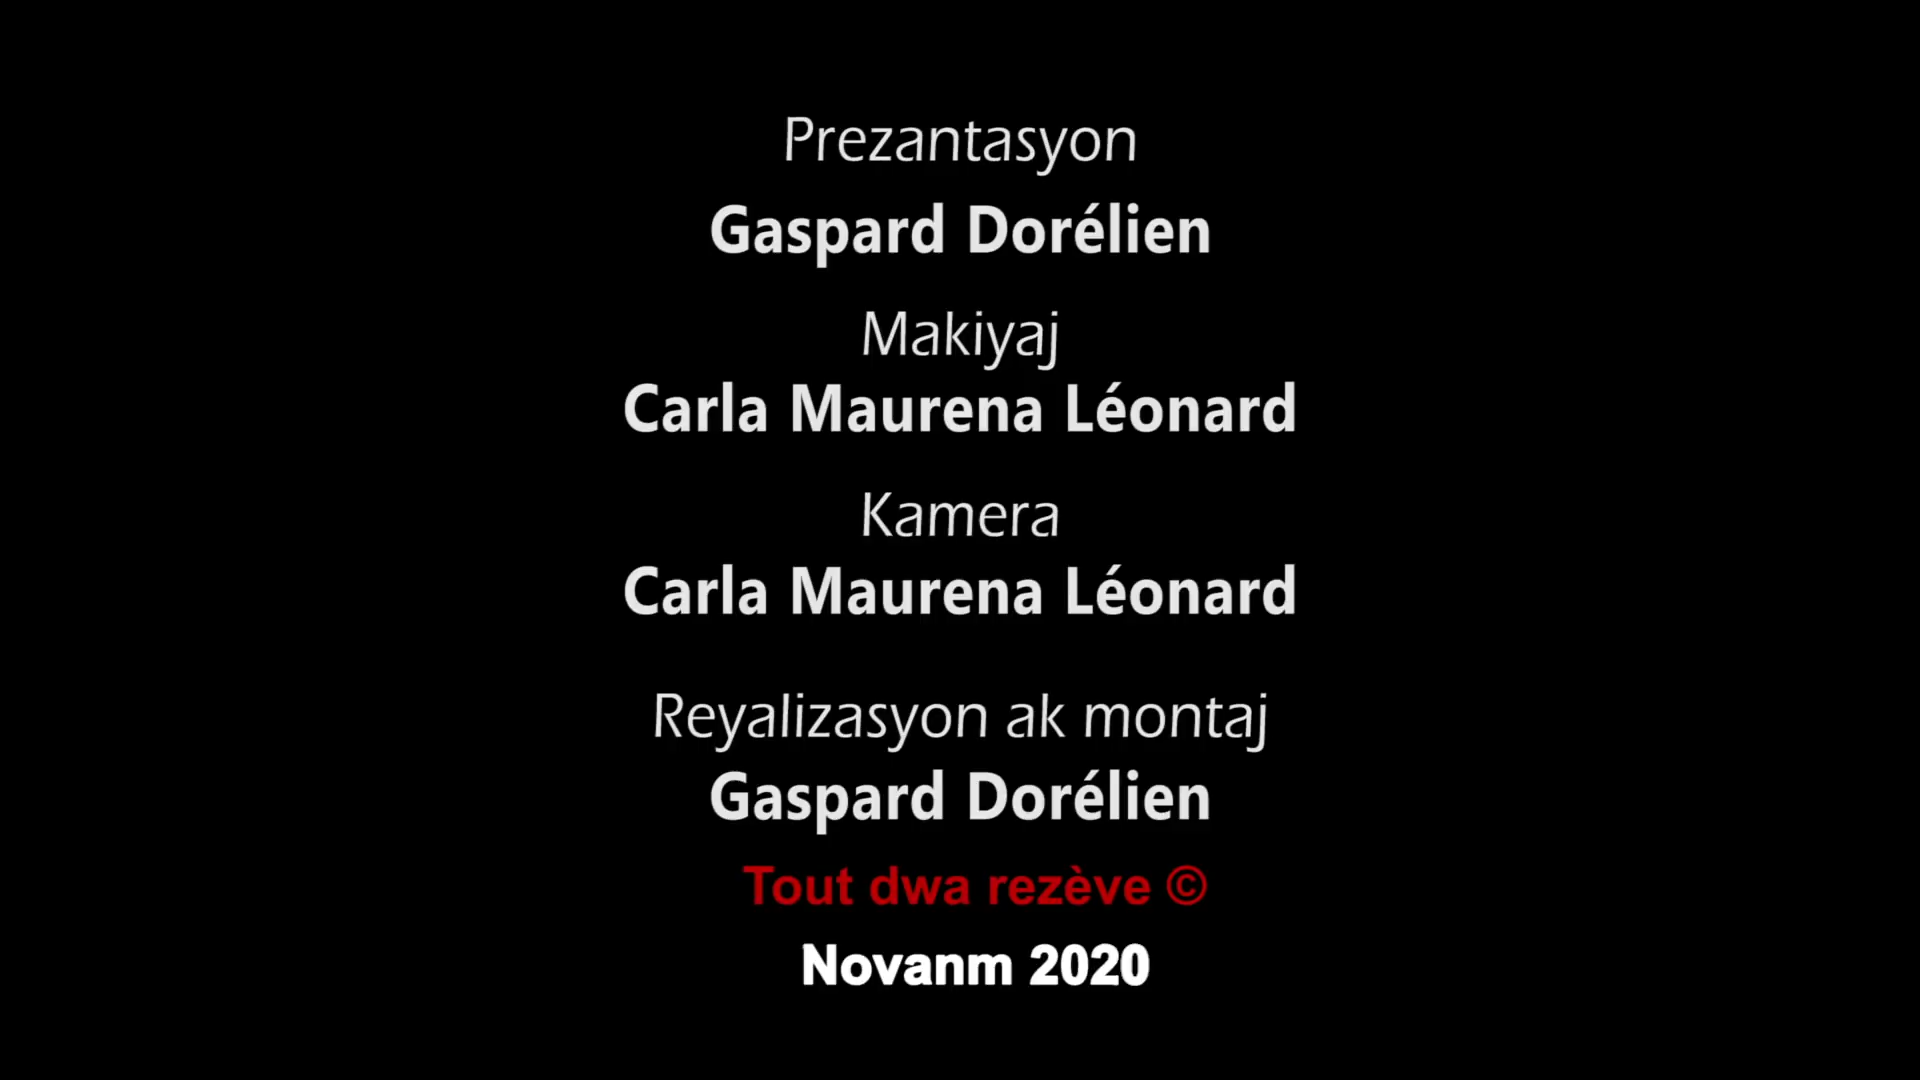 Prezantasyon
Gaspard Dorélien
Makiyaj
Carla Maurena Léonard
Kamera
Carla Maurena Léonard
Reyalizasyon ak montaj
Gaspard Dorélien
Tout dwa rezève ©
Novanm 2020